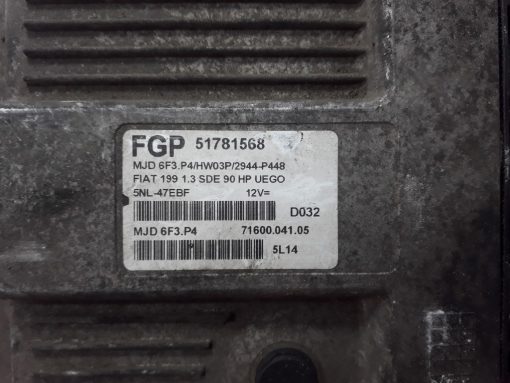 FGP 51781568
MJD 6F3.P4/HW03P/2944-P448
FIAT 199 1.3 SDE 90 HP UEGO
5NL-47EBF 12V=
D032
MJD 6F3.P4 71600.041.05
5L14